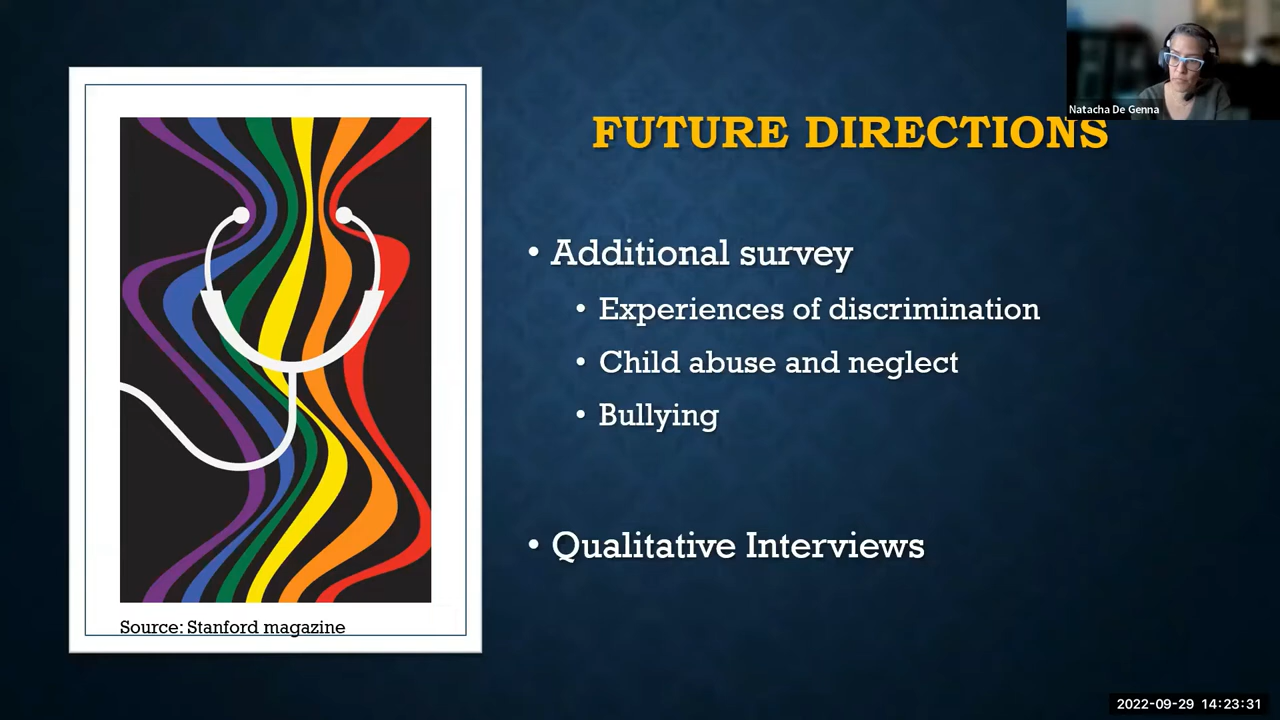 Natacha De Genna
FUTURE DIRECTIONS
• Additional survey
• Experiences of discrimination
• Child abuse and neglect
• Bullying
• Qualitative Interviews
Source: Stanford magazine
2022-09-29 14:23:31